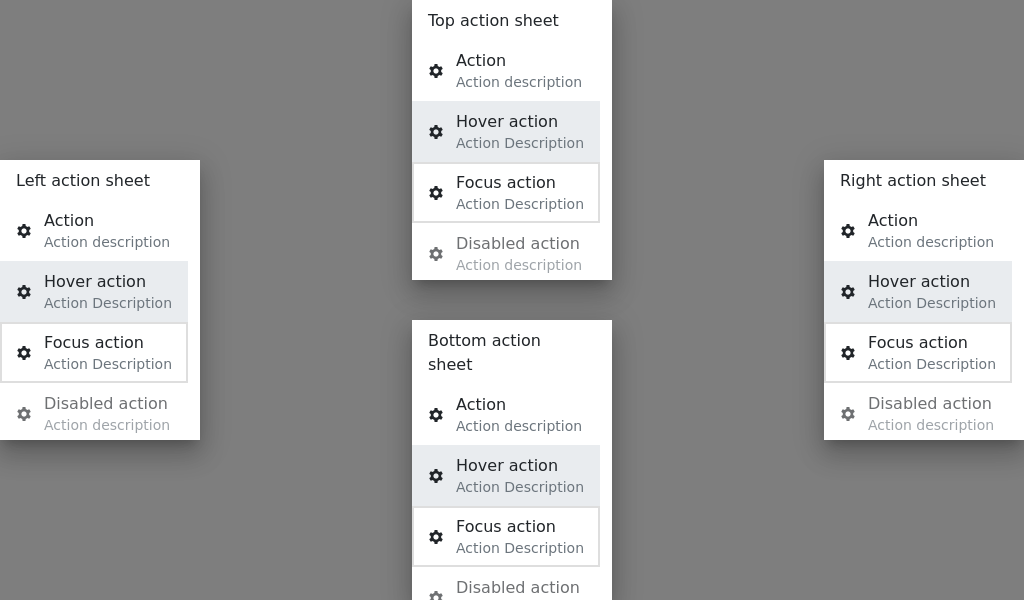 Top action sheet
Action
Action description
Hover action
Action Description
Focus action
Action Description
Disabled action
Action description
Left action sheet
Action
Action description
Hover action
Action Description
Focus action
Action Description
Disabled action
Action description
Right action sheet
Action
Action description
Hover action
Action Description
Focus action
Action Description
Disabled action
Action description
Bottom action
sheet
Action
Action description
Hover action
Action Description
Focus action
Action Description
Disabled action